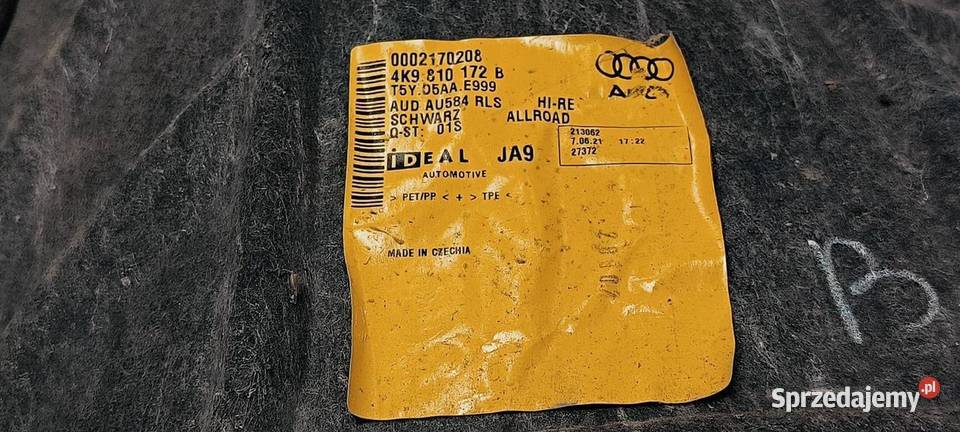 0002170208
4K9 810 172 B
T5Y.05AA.E999
AUD AU584 RLS HI-RE
SCHWARZ ALLROAD
Q-ST: 01S
213062
7.06.21 17:22
27372
iDEAL JA9
AUTOMOTIVE
> PET/PP < + > TPE <
MADE IN CZECHIA
B
Sprzedajemy.pl